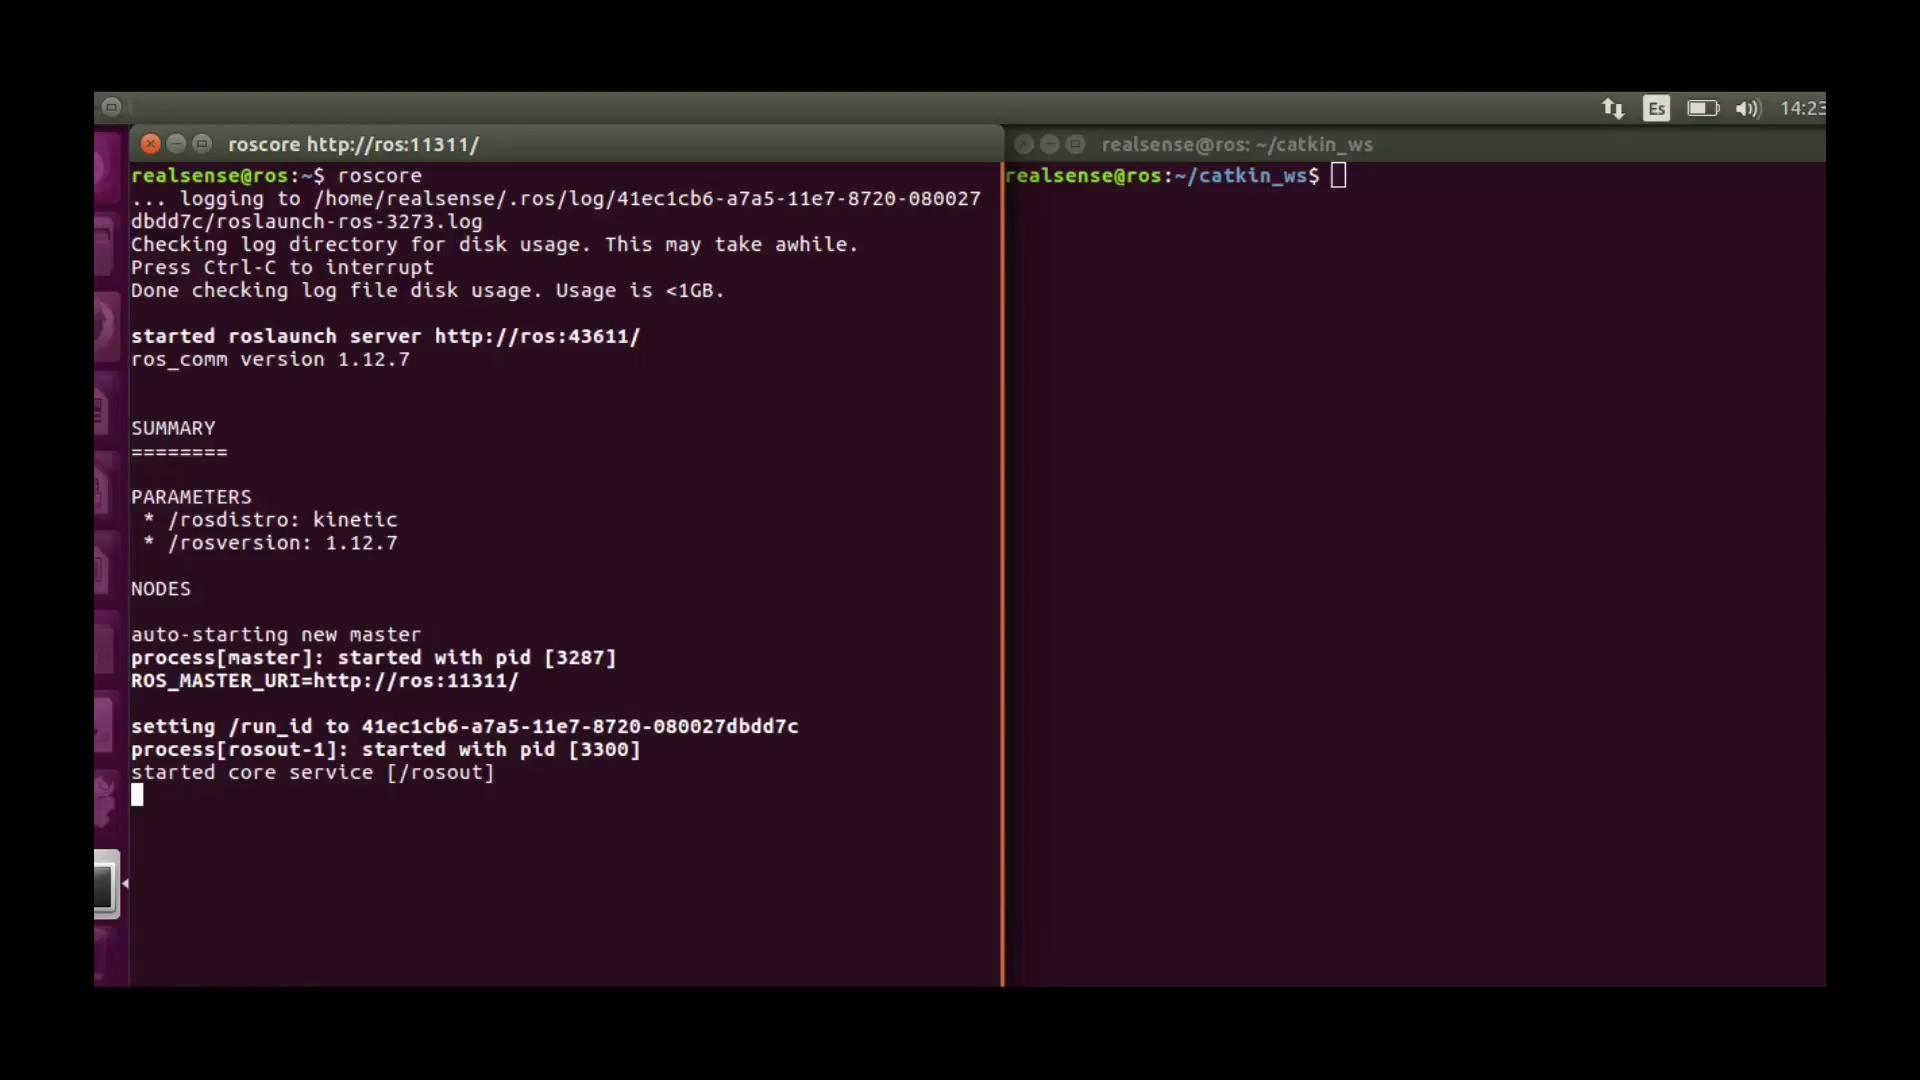 Es
14:23
roscore http://ros:11311/
realsense@ros:~$ roscore
... logging to /home/realsense/.ros/log/41ec1cb6-a7a5-11e7-8720-080027
dbdd7c/roslaunch-ros-3273.log
Checking log directory for disk usage. This may take awhile.
Press Ctrl-C to interrupt
Done checking log file disk usage. Usage is <1GB.
started roslaunch server http://ros:43611/
ros_comm version 1.12.7
SUMMARY
========
PARAMETERS
* /rosdistro: kinetic
* /rosversion: 1.12.7
NODES
auto-starting new master
process[master]: started with pid [3287]
ROS_MASTER_URI=http://ros:11311/
setting /run_id to 41ec1cb6-a7a5-11e7-8720-080027dbdd7c
process[rosout-1]: started with pid [3300]
started core service [/rosout]
realsense@ros: ~/catkin_ws
realsense@ros:~/catkin_ws$